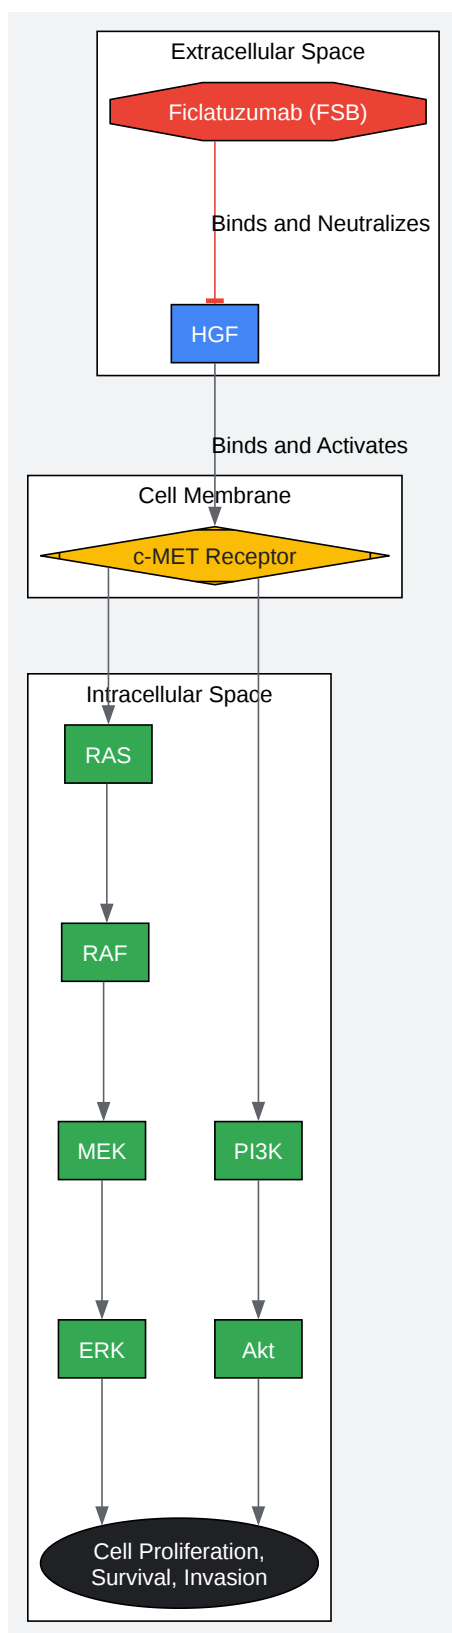 Extracellular Space
Ficlatuzumab (FSB)
Binds and Neutralizes
HGF
Binds and Activates
Cell Membrane
c-MET Receptor
Intracellular Space
RAS
RAF
MEK
PI3K
ERK
Akt
Cell Proliferation,
Survival, Invasion